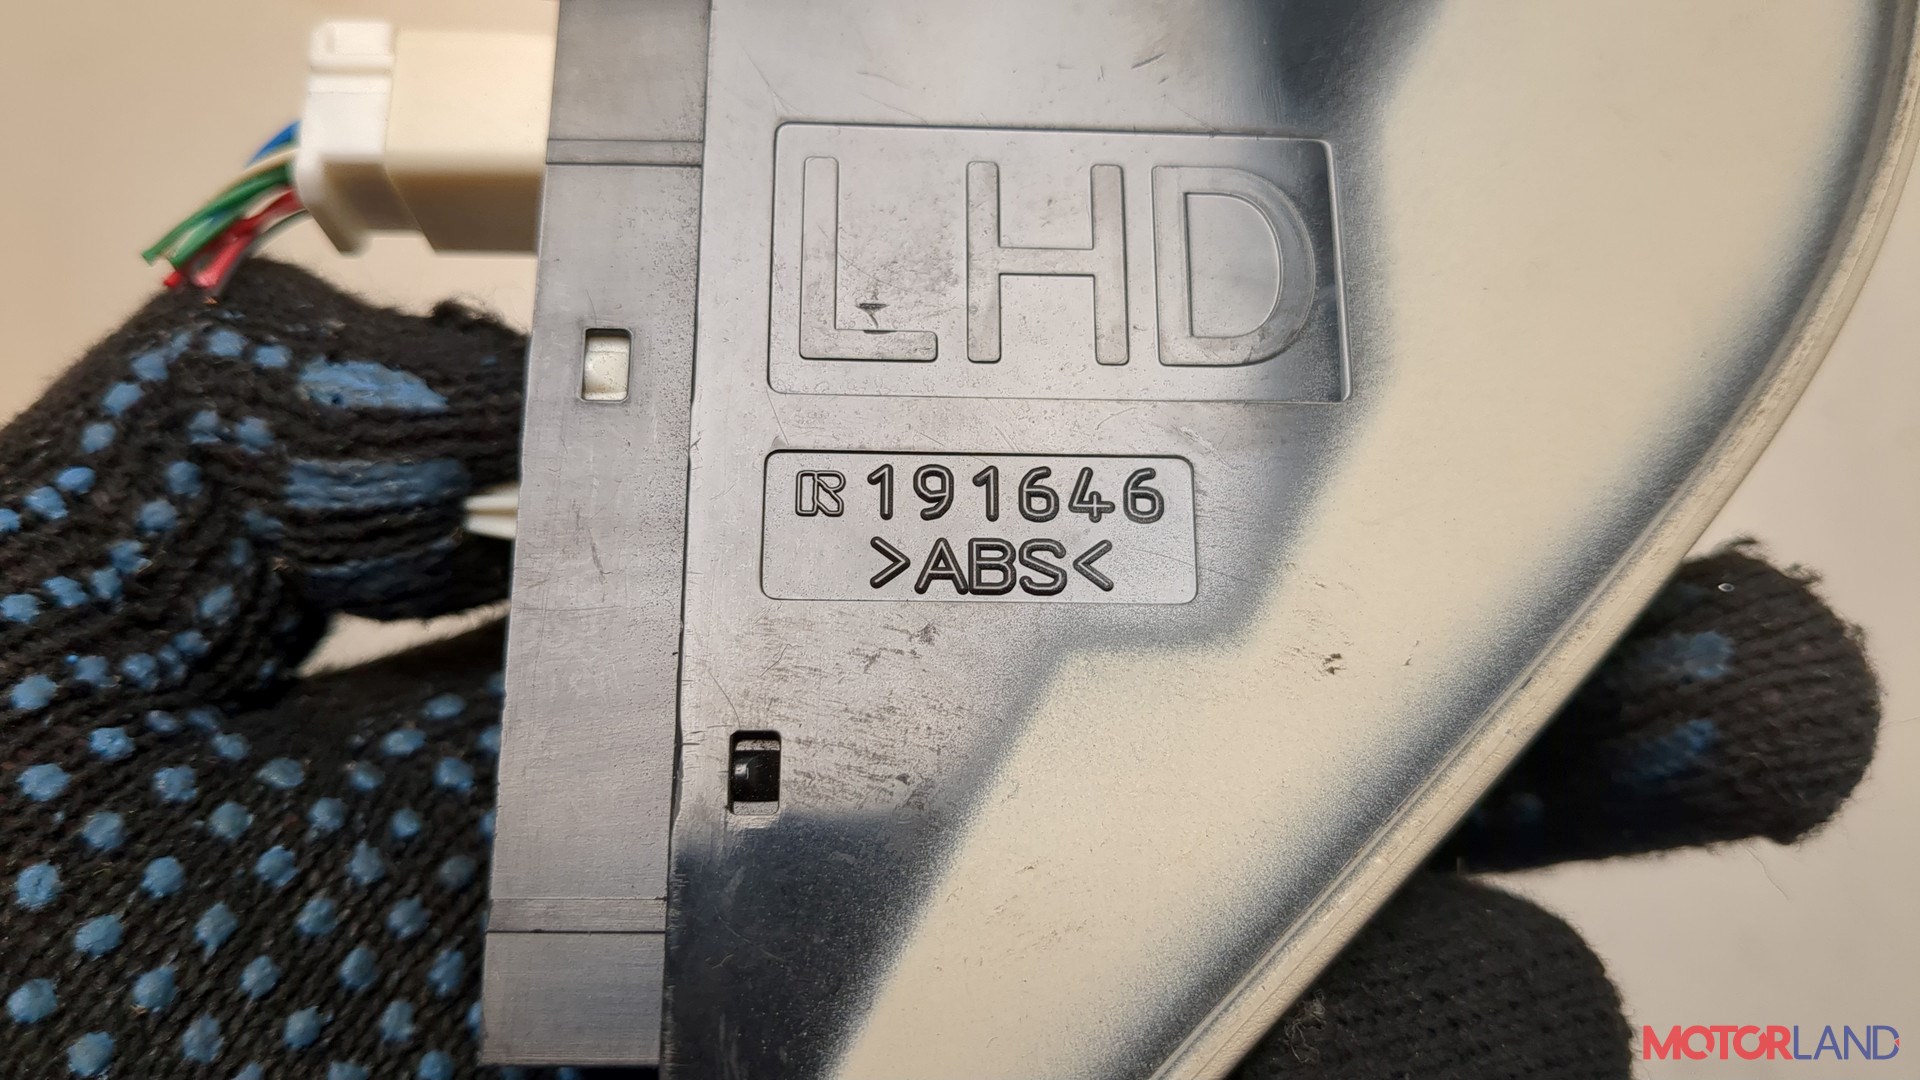 LHD
R 191646
>ABS<
MOTORLAND